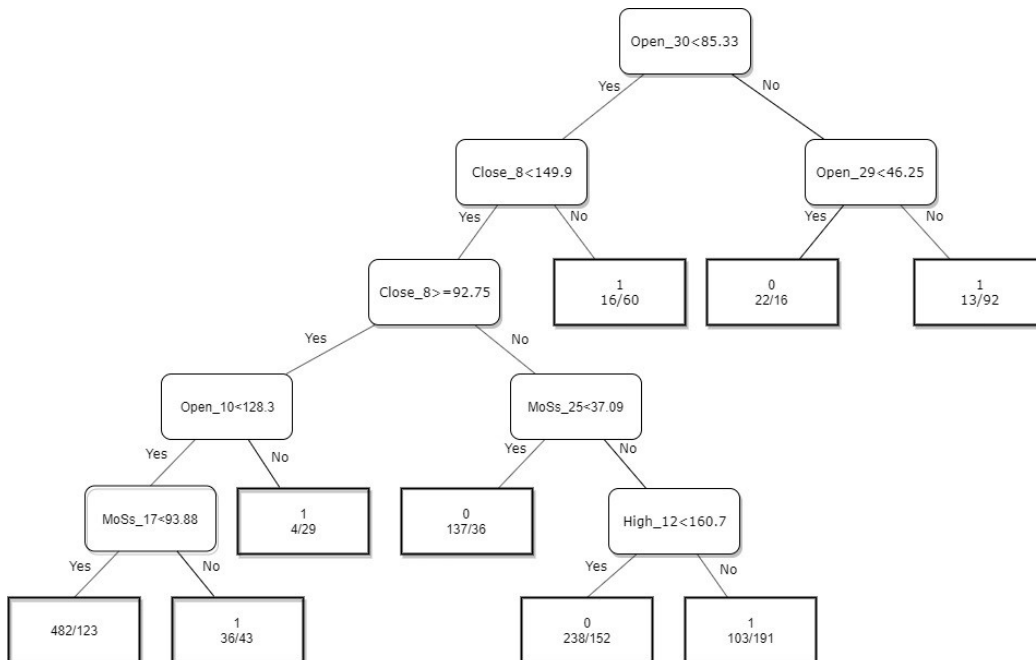 Open_30<85.33
Yes
No
Close_8<149.9
Open_29<46.25
Yes
No
Yes
No
Close_8>=92.75
1
16/60
0
22/16
1
13/92
Yes
No
Open_10<128.3
MoSs_25<37.09
Yes
No
Yes
No
MoSs_17<93.88
1
4/29
0
137/36
High_12<160.7
Yes
No
Yes
No
482/123
1
36/43
0
238/152
1
103/191